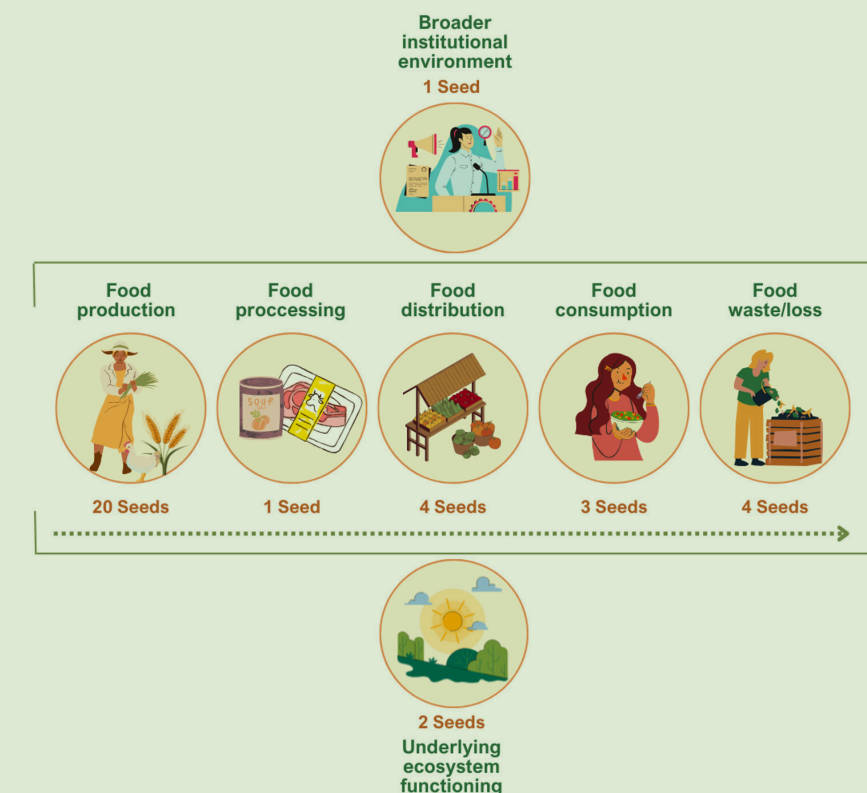 Broader
institutional
environment
1 Seed
Food
production
Food
proccessing
Food
distribution
Food
consumption
Food
waste/loss
SOUP
20 Seeds
1 Seed
4 Seeds
3 Seeds
4 Seeds
2 Seeds
Underlying
ecosystem
functioning